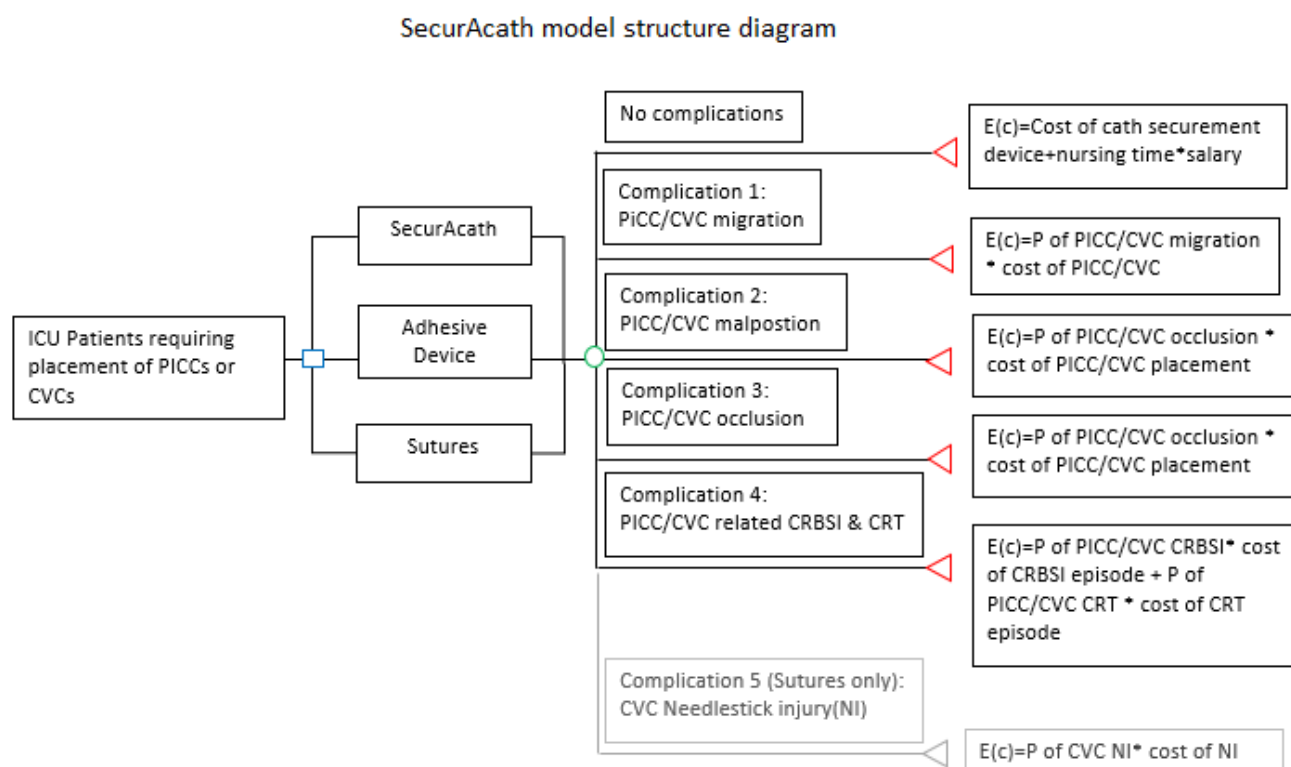 SecurAcath model structure diagram
No complications
E(c)=Cost of cath securement
device+nursing time*salary
Complication 1:
PiCC/CVC migration
SecurAcath
E(c)=P of PICC/CVC migration
* cost of PICC/CVC
Complication 2:
PICC/CVC malpostion
ICU Patients requiring
placement of PICCs or
CVCs
Adhesive
Device
E(c)=P of PICC/CVC occlusion *
cost of PICC/CVC placement
Complication 3:
PICC/CVC occlusion
Sutures
E(c)=P of PICC/CVC occlusion *
cost of PICC/CVC placement
Complication 4:
PICC/CVC related CRBSI & CRT
E(c)=P of PICC/CVC CRBSI* cost
of CRBSI episode + P of
PICC/CVC CRT * cost of CRT
episode
Complication 5 (Sutures only):
CVC Needlestick injury(NI)
E(c)=P of CVC NI* cost of NI